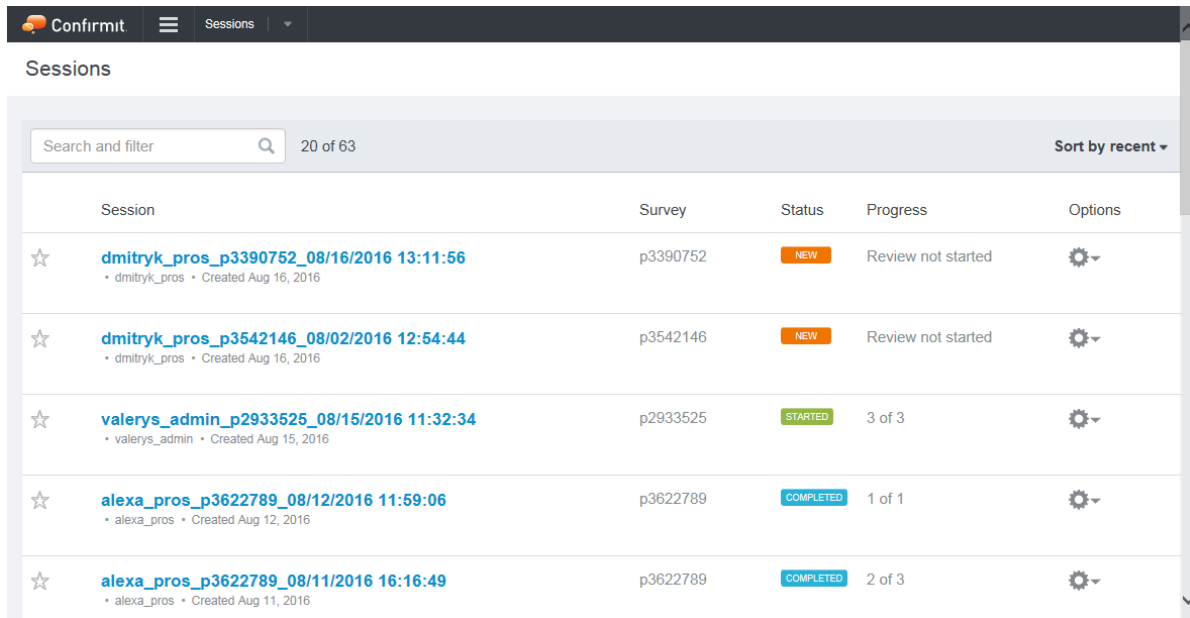 Confirmit. Sessions
Sessions
Search and filter 20 of 63 Sort by recent
Session Survey Status Progress Options
dmitryk_pros_p3390752_08/16/2016 13:11:56 p3390752 NEW Review not started
• dmitryk_pros • Created Aug 16, 2016
dmitryk_pros_p3542146_08/02/2016 12:54:44 p3542146 NEW Review not started
• dmitryk_pros • Created Aug 16, 2016
valerys_admin_p2933525_08/15/2016 11:32:34 p2933525 STARTED 3 of 3
• valerys_admin • Created Aug 15, 2016
alexa_pros_p3622789_08/12/2016 11:59:06 p3622789 COMPLETED 1 of 1
• alexa_pros • Created Aug 12, 2016
alexa_pros_p3622789_08/11/2016 16:16:49 p3622789 COMPLETED 2 of 3
• alexa_pros • Created Aug 11, 2016